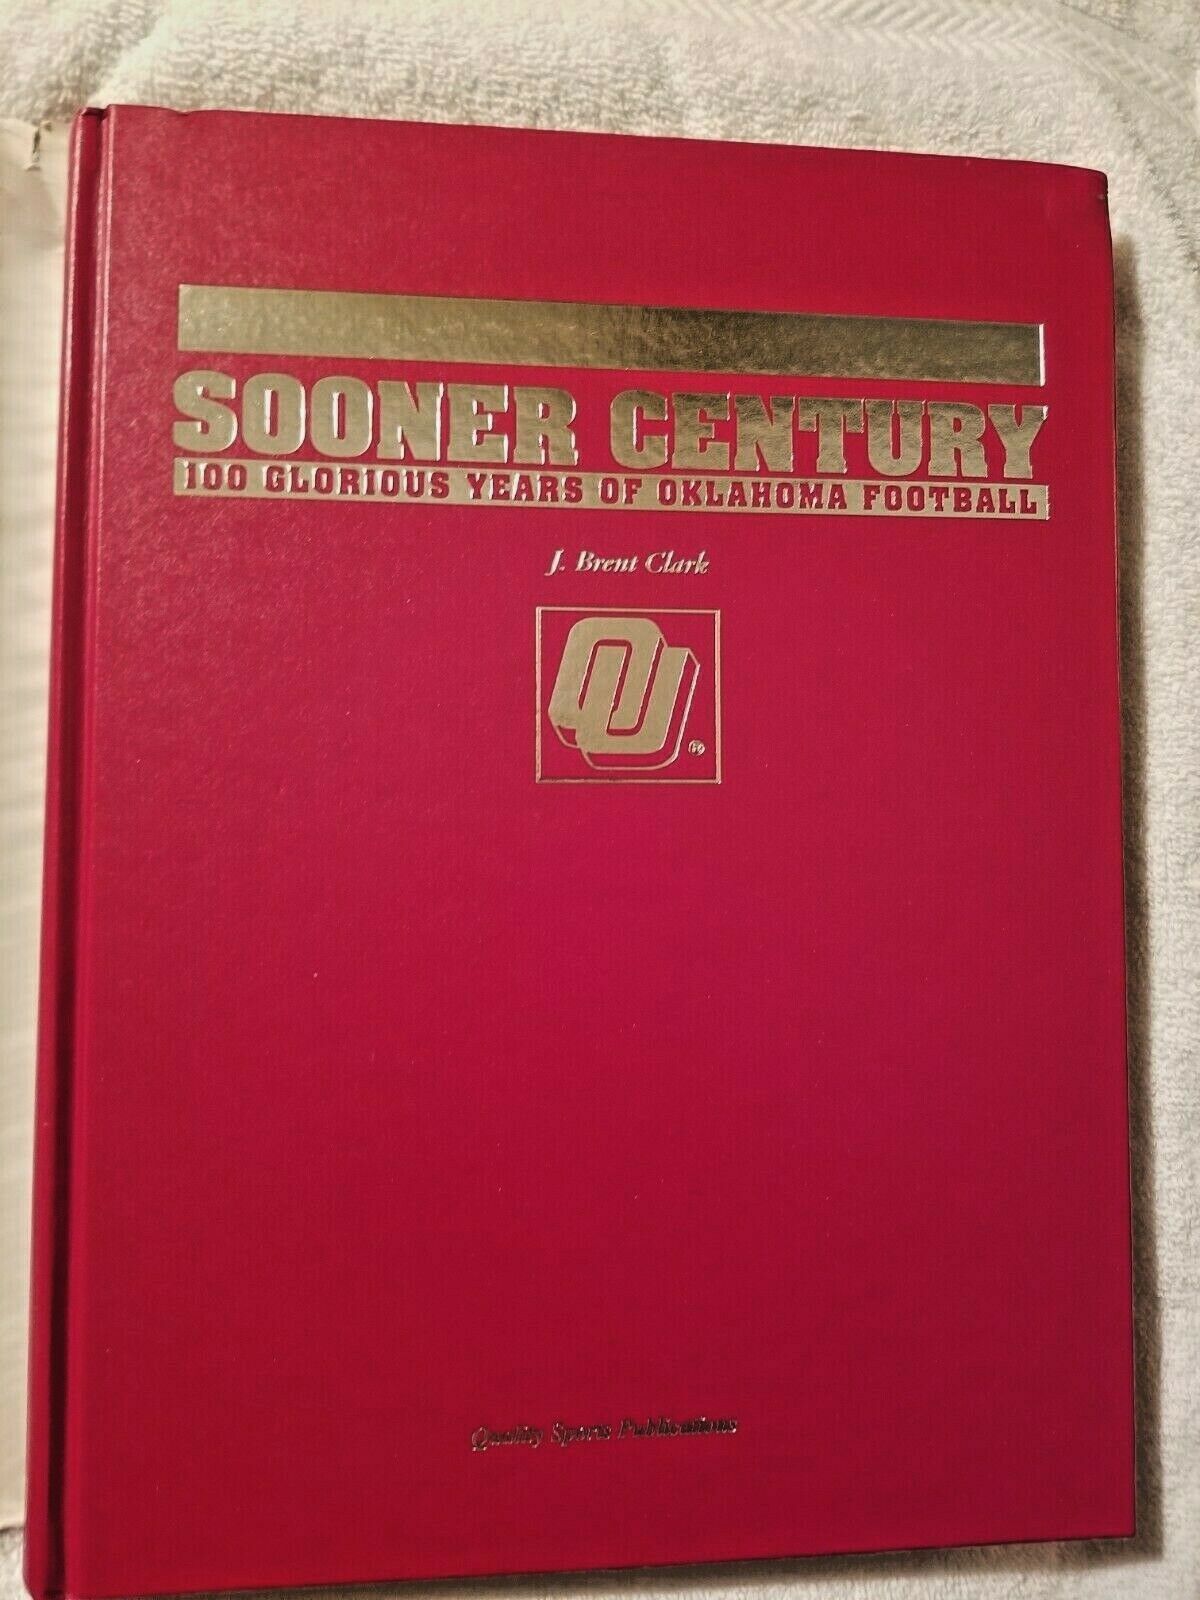 SOONER CENTURY
100 GLORIOUS YEARS OF OKLAHOMA FOOTBALL
J. Brent Clark
OU®
Quality Sports Publications